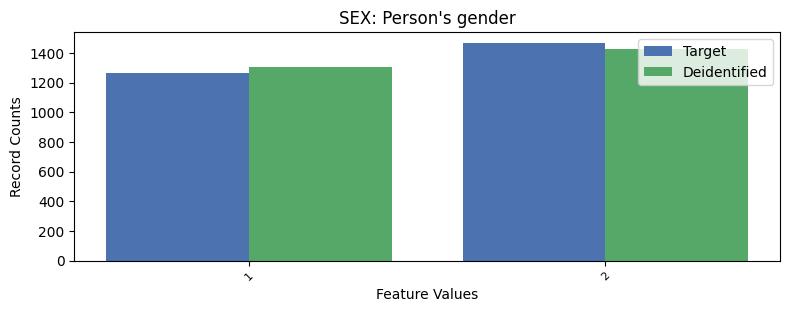 SEX: Person's gender
Target
Deidentified
Record Counts
1400
1200
1000
800
600
400
200
0
1
2
Feature Values